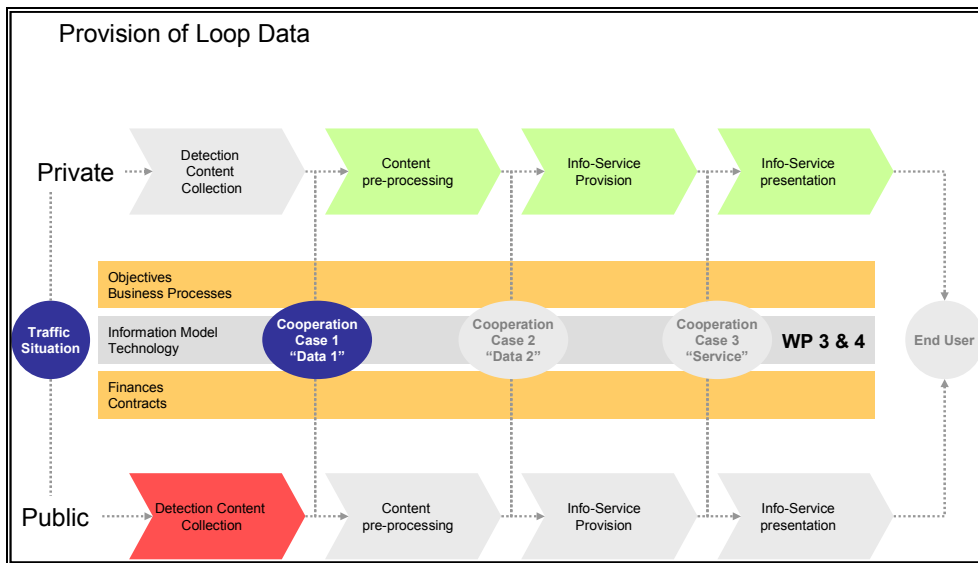 Provision of Loop Data
Private
Detection
Content
Collection
Content
pre-processing
Info-Service
Provision
Info-Service
presentation
Objectives
Business Processes
Traffic
Situation
Information Model
Technology
Cooperation
Case 1
“Data 1”
Cooperation
Case 2
“Data 2”
Cooperation
Case 3
“Service”
WP 3 & 4
End User
Finances
Contracts
Public
Detection Content
Collection
Content
pre-processing
Info-Service
Provision
Info-Service
presentation